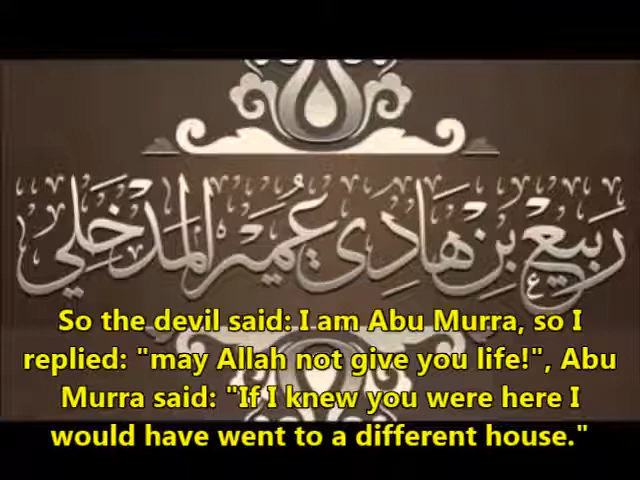 ربيع بن هادي عمير المدخلي
So the devil said: I am Abu Murra, so I
replied: "may Allah not give you life!", Abu
Murra said: "If I knew you were here I
would have went to a different house."